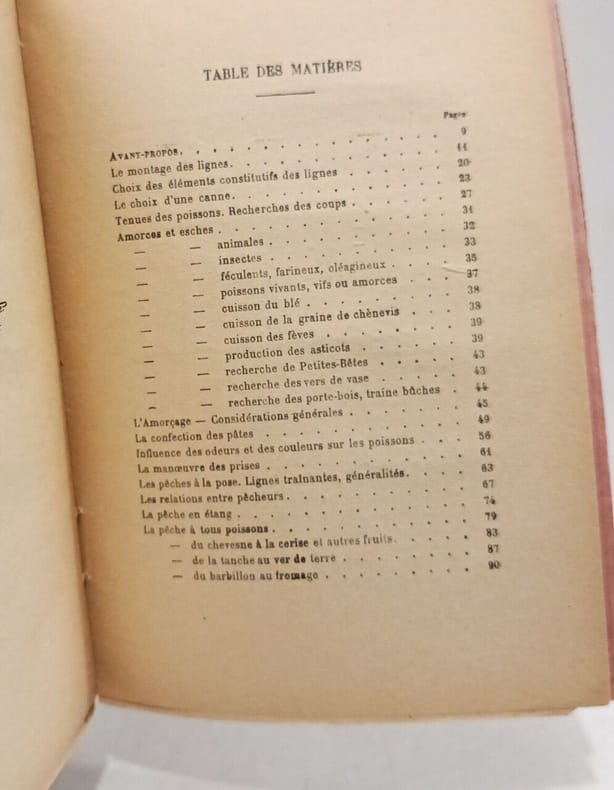 TABLE DES MATIÈRES
Pages
AVANT-PROPOS. . . . . . . . . . . . . 9
Le montage des lignes. . . . . . . . . . . 11
Choix des éléments constitutifs des lignes . . . . . 20
Le choix d'une canne. . . . . . . . . . . 23
Tenues des poissons. Recherches des coups . . . . . 27
Amorces et esches . . . . . . . . . . . 31
— — animales . . . . . . . . . 32
— — insectes . . . . . . . . . 33
— — féculents, farineux, oléagineux . . . . 35
— — poissons vivants, vifs ou amorces . . . 37
— — cuisson du blé . . . . . . . 38
— — cuisson de la graine de chènevis . . . 38
— — cuisson des fèves . . . . . . . 39
— — production des asticots . . . . . . 39
— — recherche de Petites-Bêtes . . . . . 43
— — recherche des vers de vase . . . . 43
— — recherche des porte-bois, traîne bûches . 44
L'Amorçage — Considérations générales . . . . . 45
La confection des pâtes . . . . . . . . . 49
Influence des odeurs et des couleurs sur les poissons . . . 56
La manœuvre des prises . . . . . . . . . 61
Les pêches à la pose. Lignes traînantes, généralités. . . . 63
Les relations entre pêcheurs . . . . . . . . 67
La pêche en étang . . . . . . . . . . . 74
La pêche à tous poissons . . . . . . . . . 79
— du chevesne à la cerise et autres fruits. . . . 83
— de la tanche au ver de terre . . . . . . 87
— du barbillon au fromage . . . . . . . 90